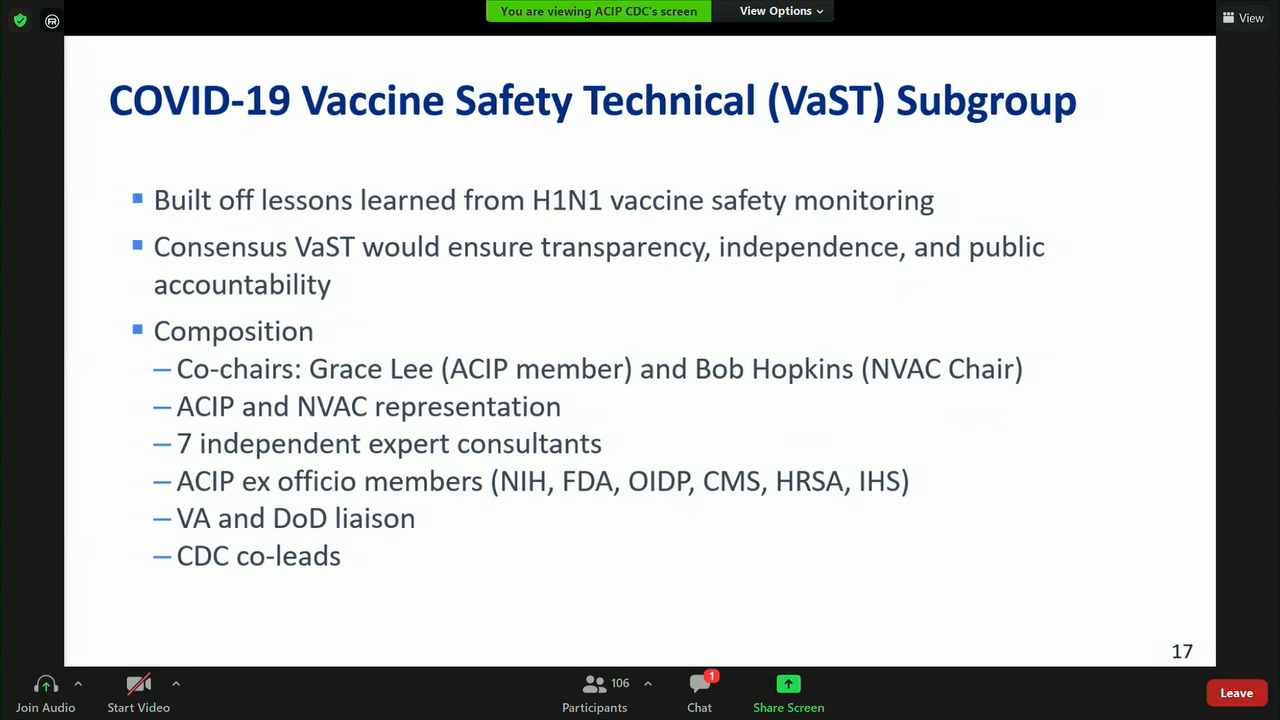 You are viewing ACIP CDC's screen
View Options
View
COVID-19 Vaccine Safety Technical (VaST) Subgroup
Built off lessons learned from H1N1 vaccine safety monitoring
Consensus VaST would ensure transparency, independence, and public
accountability
Composition
– Co-chairs: Grace Lee (ACIP member) and Bob Hopkins (NVAC Chair)
– ACIP and NVAC representation
– 7 independent expert consultants
– ACIP ex officio members (NIH, FDA, OIDP, CMS, HRSA, IHS)
– VA and DoD liaison
– CDC co-leads
17
Join Audio
Start Video
106
Participants
1
Chat
Share Screen
Leave